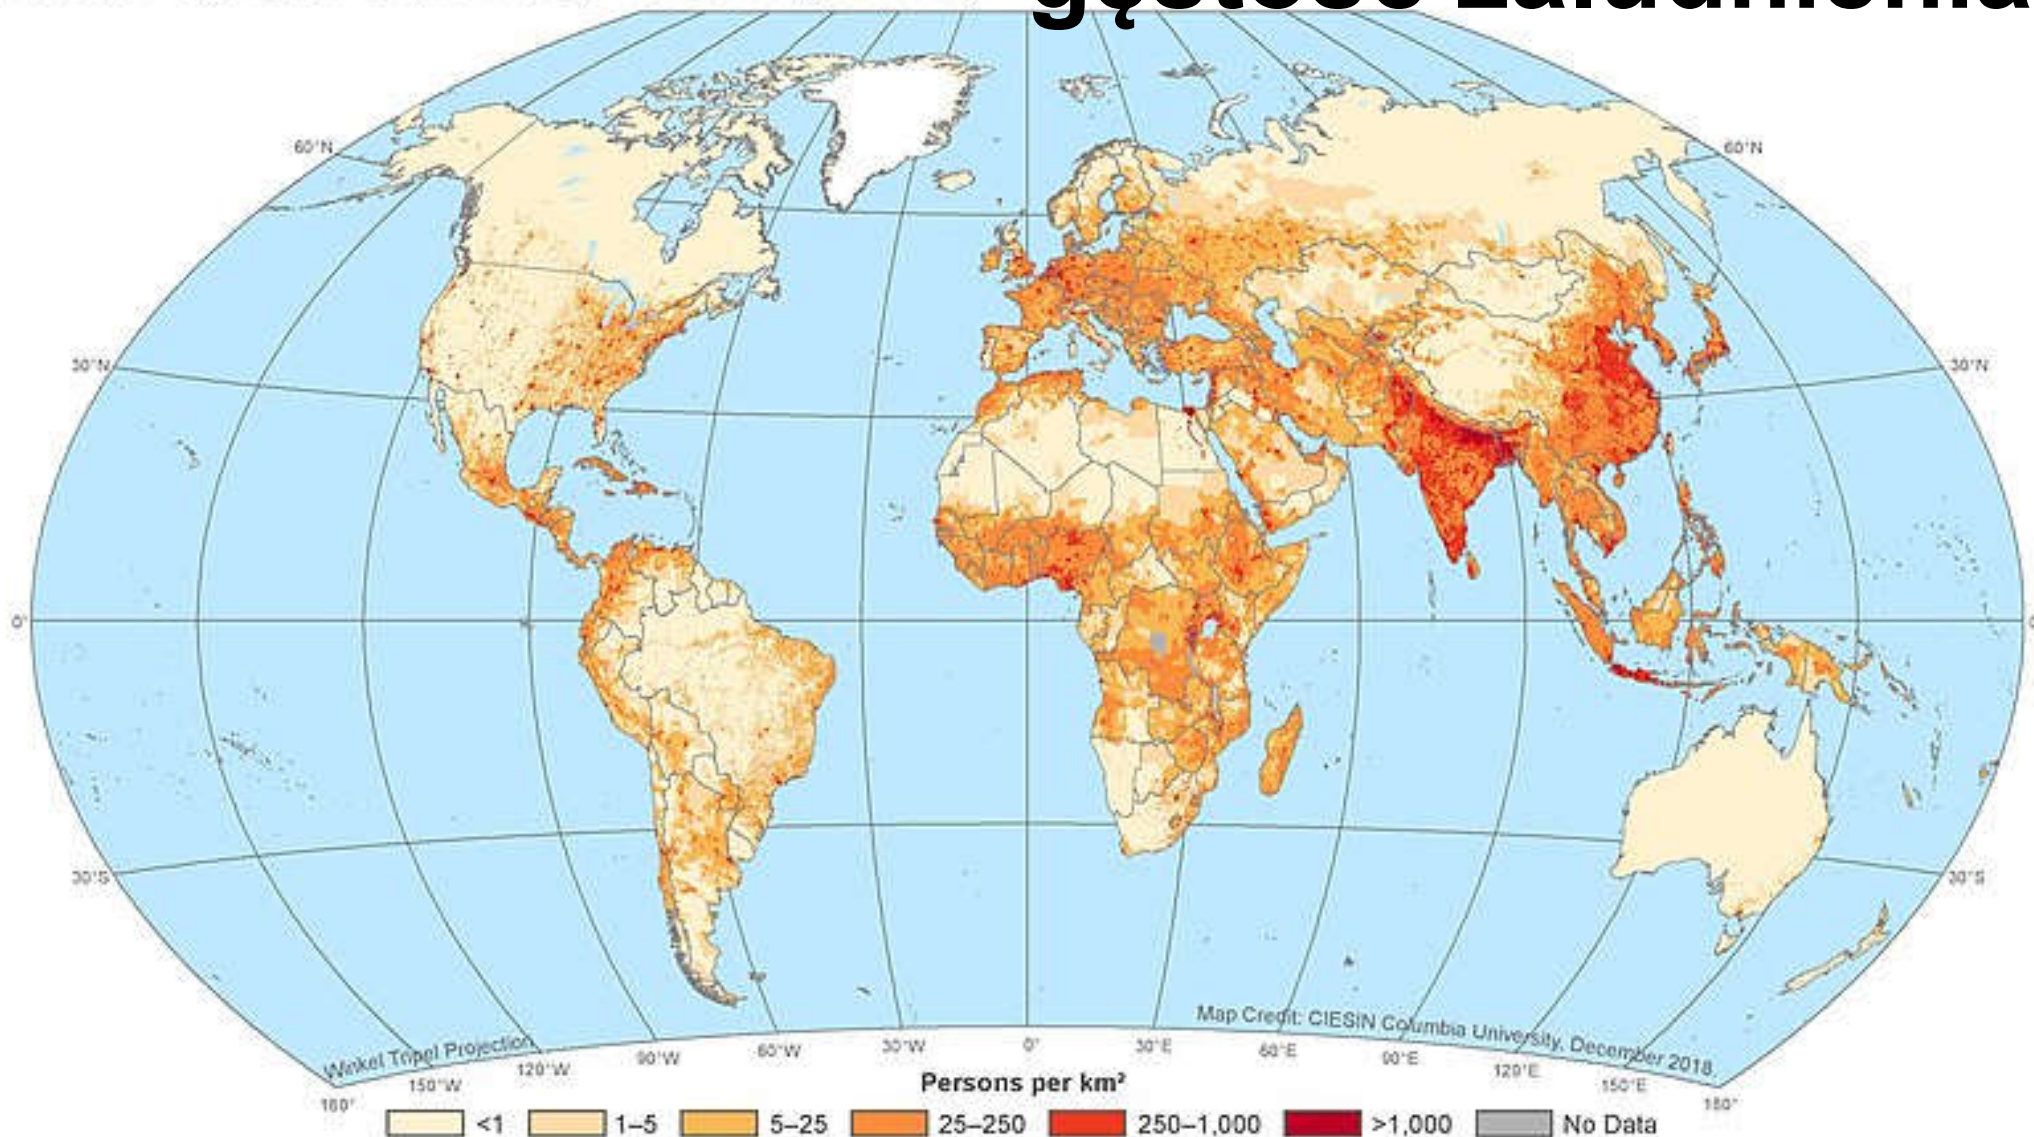 gęstość zaludnienia
60°N
60°N
30°N
30°N
0°
30°S
30°S
Map Credit: CIESIN Columbia University, December 2018.
Winkel Tripel Projection
180°
150°W
120°W
90°W
60°W
30°W
0°
30°E
60°E
90°E
120°E
150°E
180°
Persons per km²
<1
1–5
5–25
25–250
250–1,000
>1,000
No Data